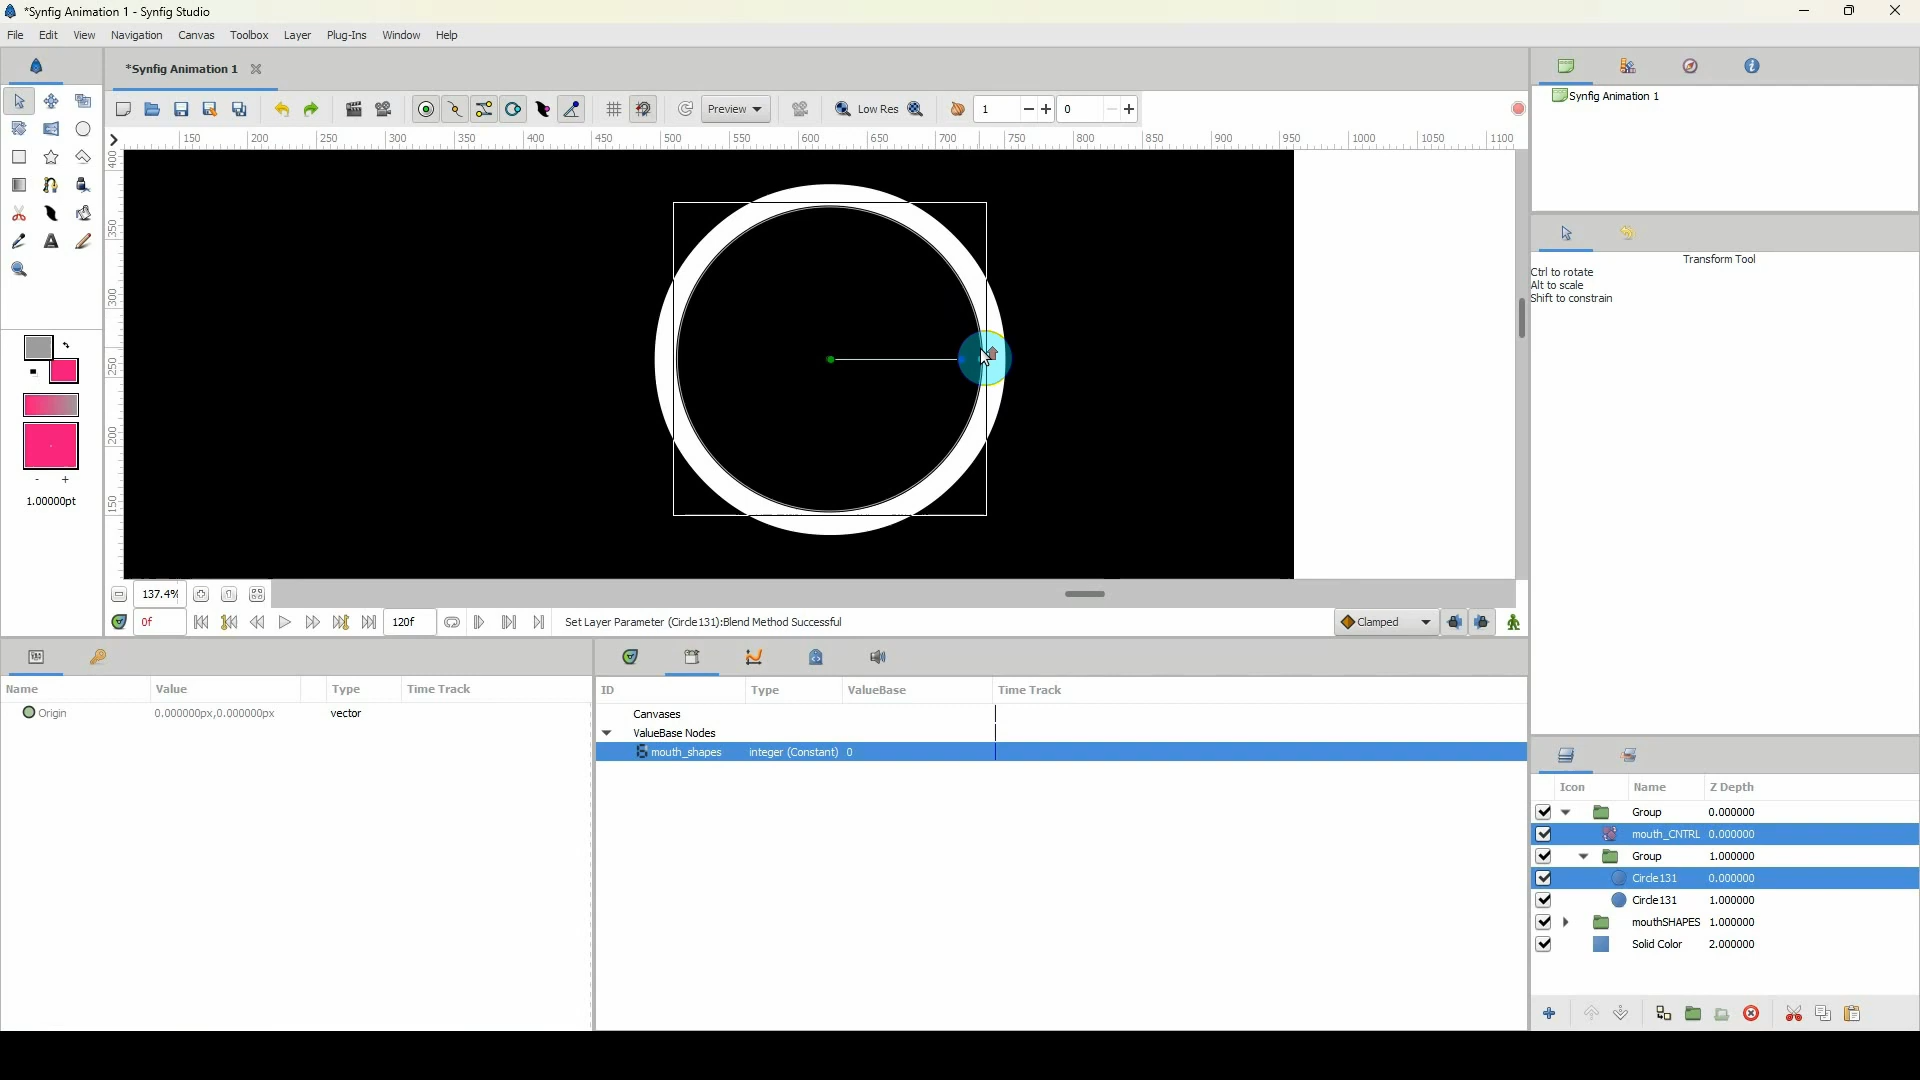 *Synfig Animation 1 - Synfig Studio
File Edit View Navigation Canvas Toolbox Layer Plug-Ins Window Help
*Synfig Animation 1
Preview
Low Res
1
0
150 200 250 300 350 400 450 500 550 600 650 700 750 800 850 900 950 1000 1050 1100
400
350
300
250
200
150
- +
1.00000pt
137.4%
0f
120f
Set Layer Parameter (Circle131):Blend Method Successful
Clamped
Name Value Type Time Track
Origin 0.000000px,0.000000px vector
ID Type ValueBase Time Track
Canvases
ValueBase Nodes
mouth_shapes integer (Constant) 0
Synfig Animation 1
Transform Tool
Ctrl to rotate
Alt to scale
Shift to constrain
Icon Name Z Depth
Group 0.000000
mouth_CNTRL 0.000000
Group 1.000000
Circle131 0.000000
Circle131 1.000000
mouthSHAPES 1.000000
Solid Color 2.000000